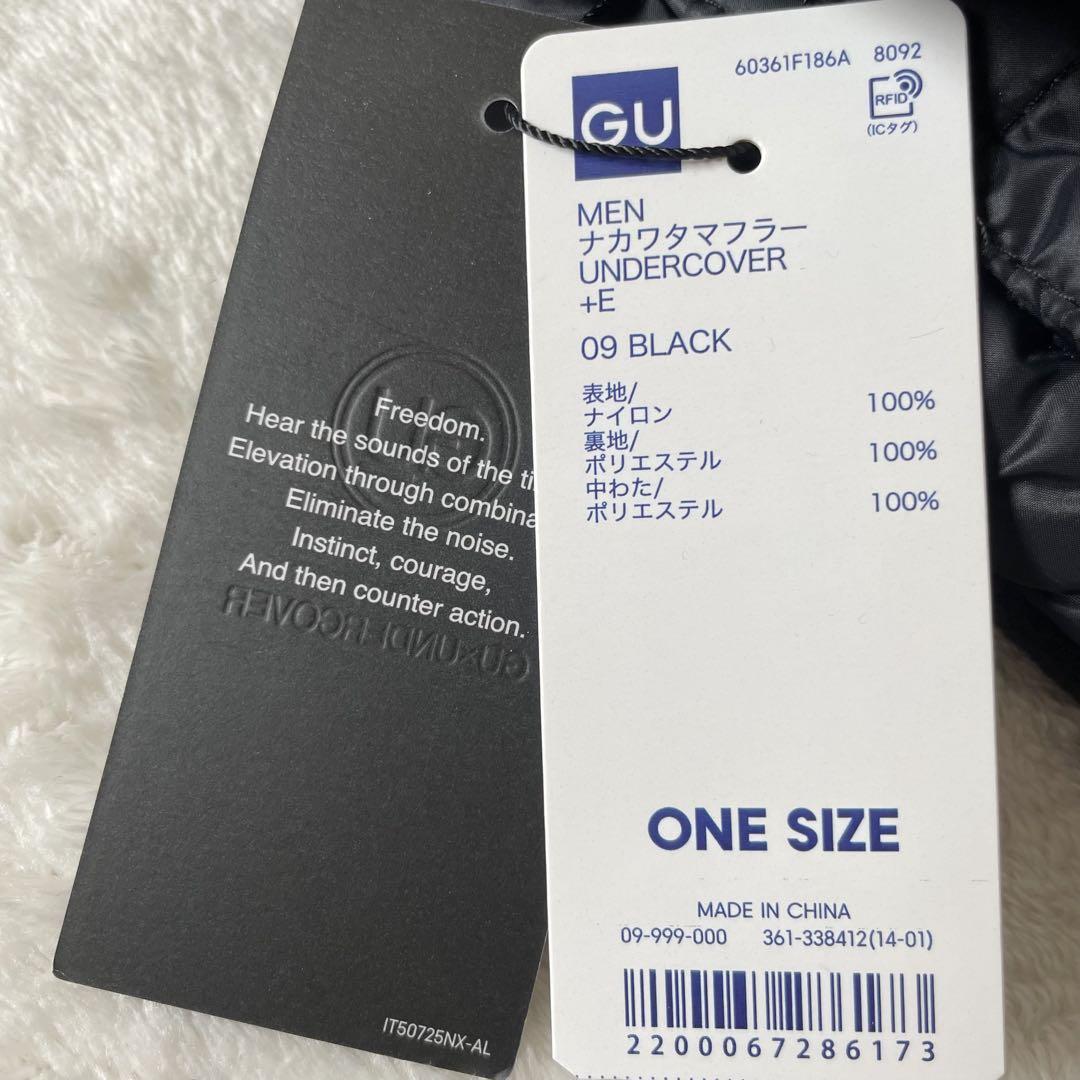 Freedom.
Hear the sounds of the
Elevation through
Eliminate the noise.
Instinct, courage,
And then counter action.
GU×UNDERCOVER
IT50725NX-AL
GU
60361F186A 8092
RFID
(ICタグ)
MEN
ナカワタマフラー
UNDERCOVER
+E
09 BLACK
表地/
ナイロン 100%
裏地/
ポリエステル 100%
中わた/
ポリエステル 100%
ONE SIZE
MADE IN CHINA
09-999-000 361-338412(14-01)
2200067286173